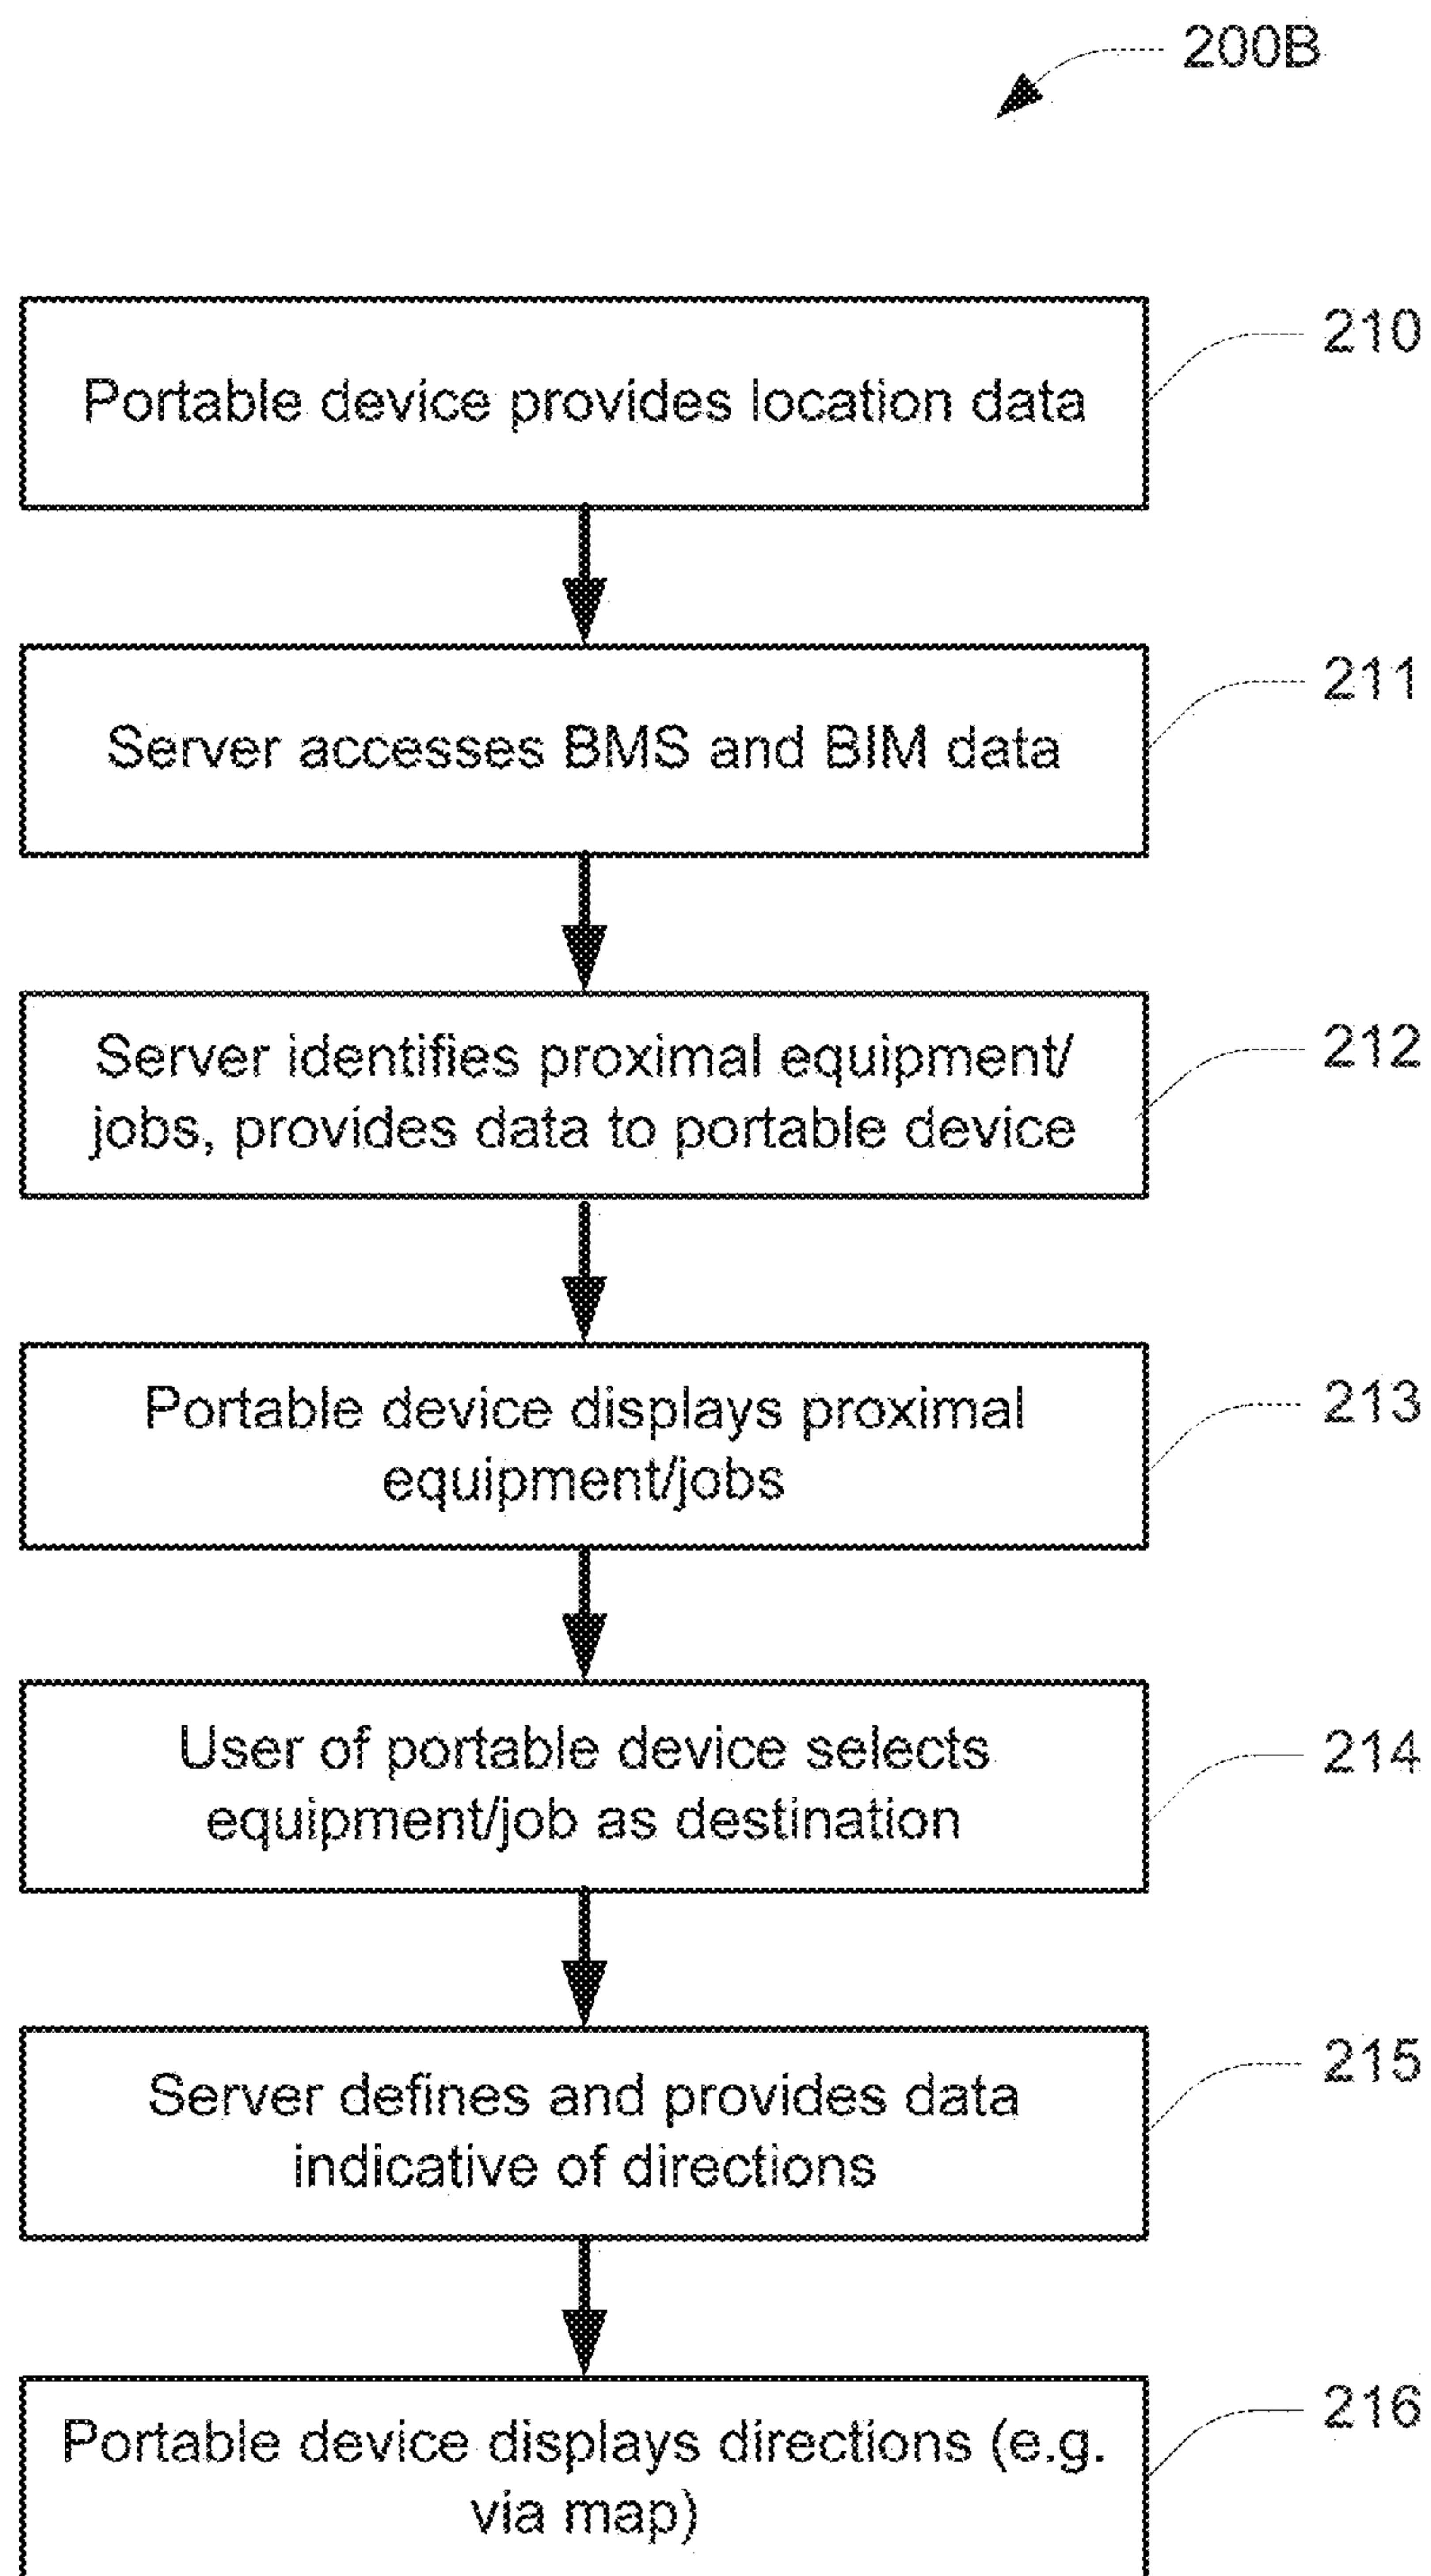 200B
Portable device provides location data
210
Server accesses BMS and BIM data
211
Server identifies proximal equipment/
jobs, provides data to portable device
212
Portable device displays proximal
equipment/jobs
213
User of portable device selects
equipment/job as destination
214
Server defines and provides data
indicative of directions
215
Portable device displays directions (e.g.
via map)
216